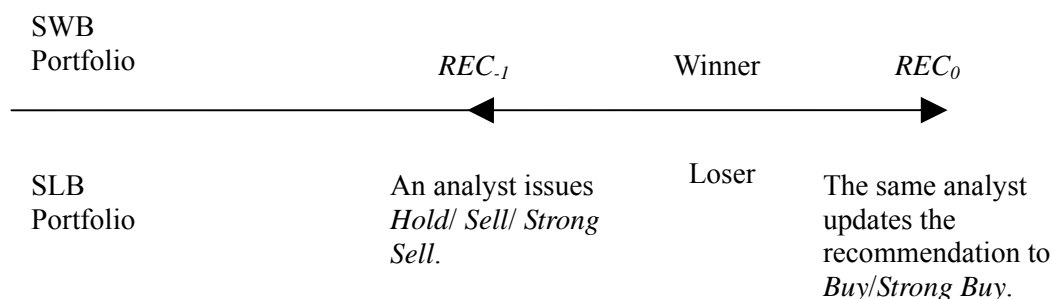 SWB
Portfolio
REC-1
Winner
REC0
SLB
Portfolio
An analyst issues
Hold/ Sell/ Strong
Sell.
Loser
The same analyst
updates the
recommendation to
Buy/Strong Buy.